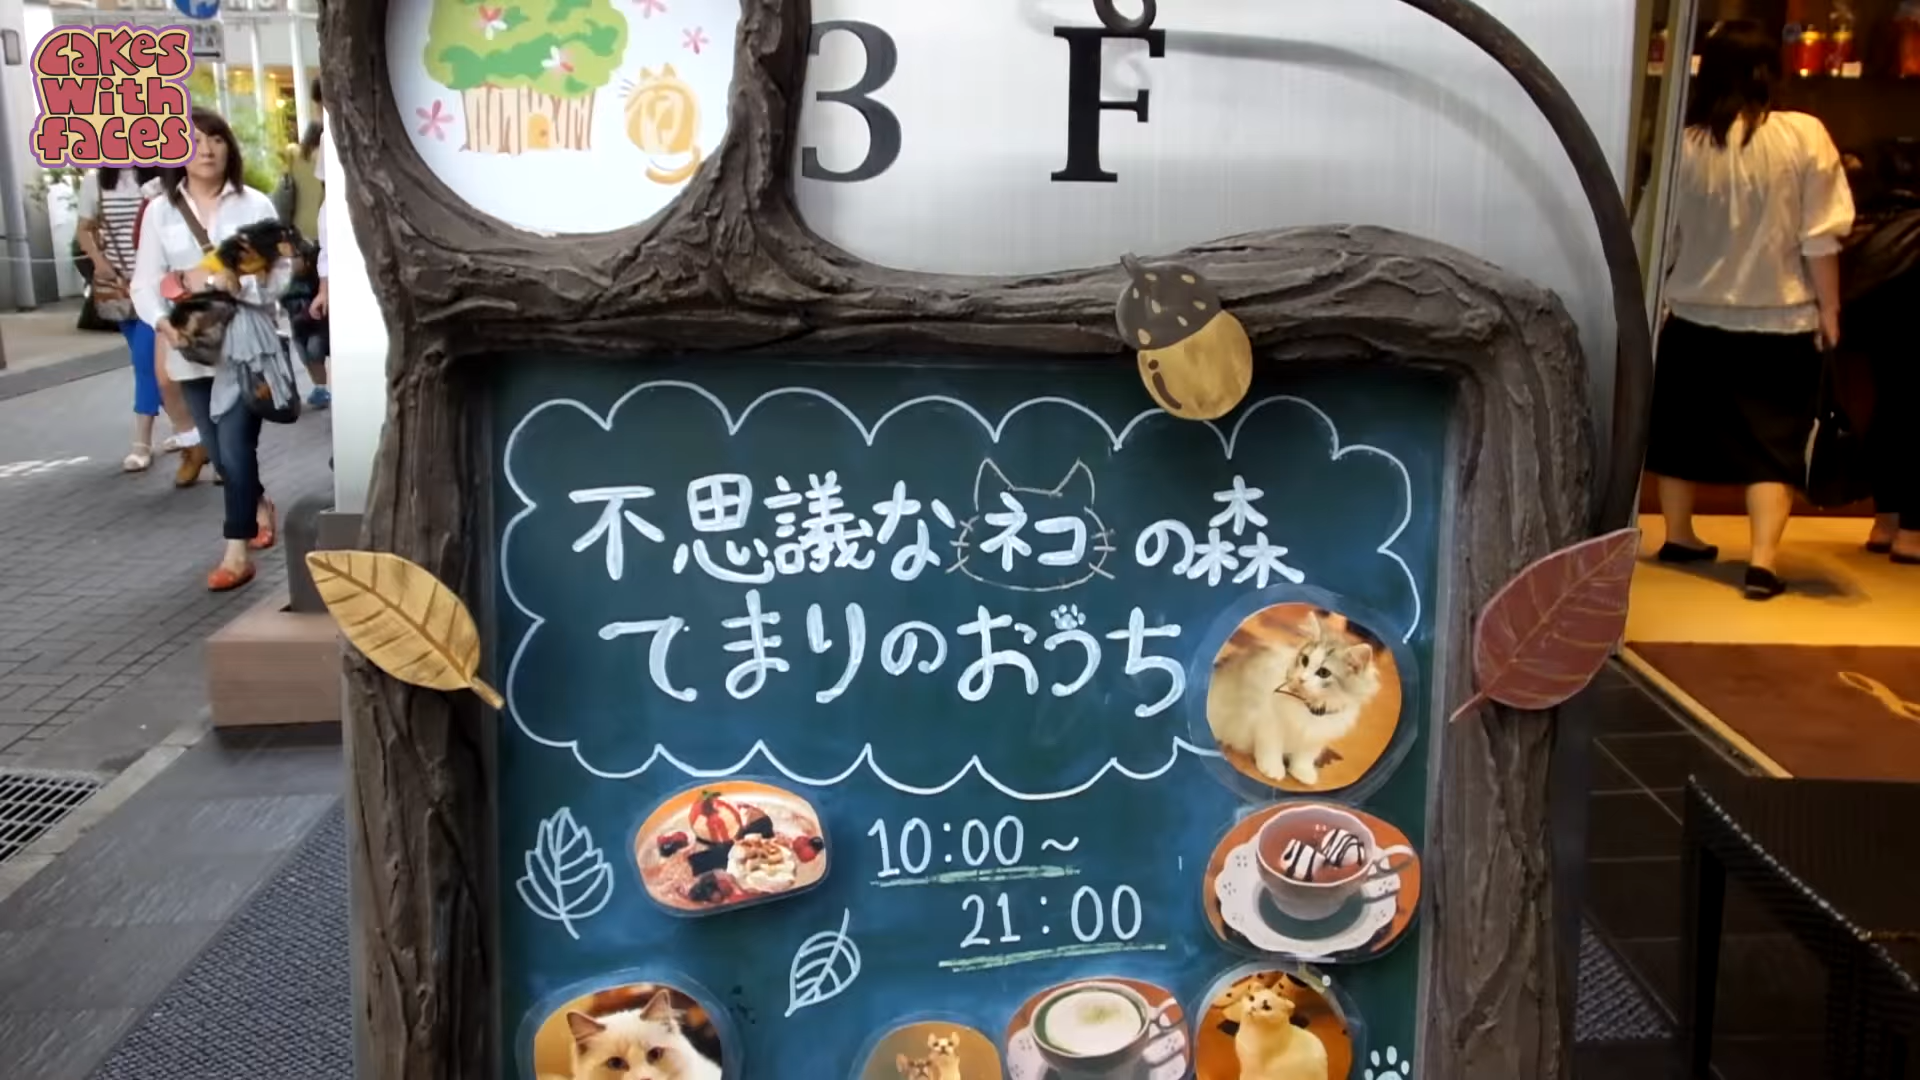 cakes
with
faces
3F
不思議なネコの森
てまりのおうち
10:00~
21:00